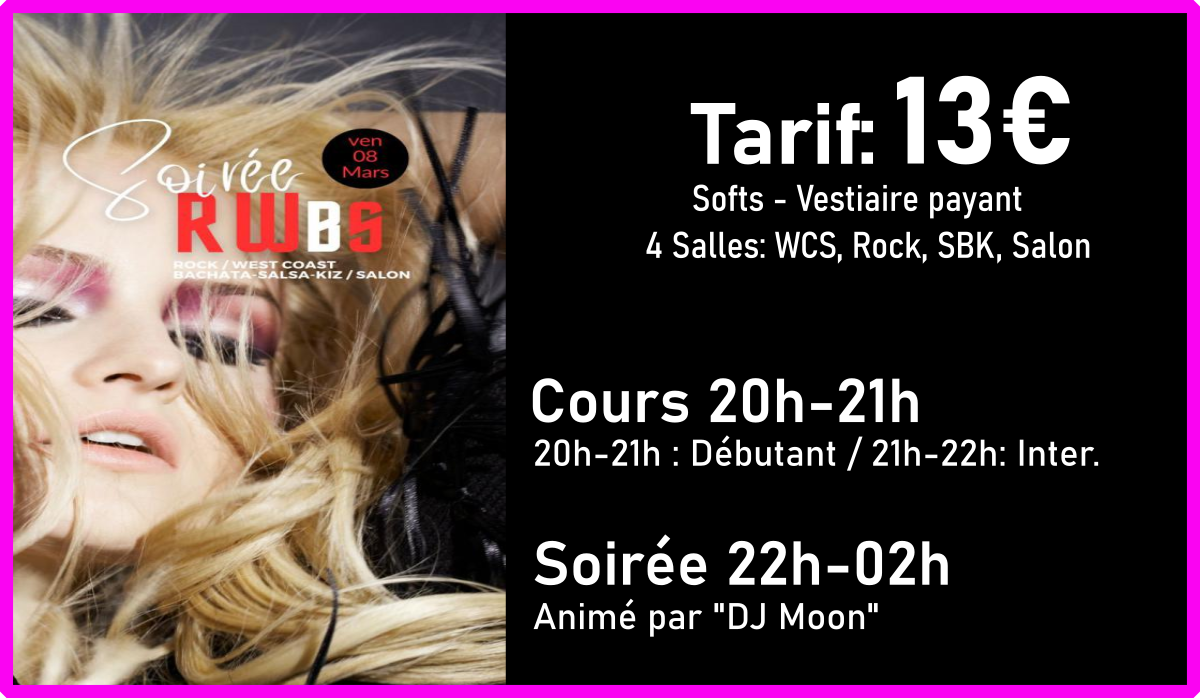 Soirée
ven
08
Mars
RWBS
ROCK / WEST COAST
BACHATA-SALSA-KIZ / SALON
Tarif: 13€
Softs - Vestiaire payant
4 Salles: WCS, Rock, SBK, Salon
Cours 20h-21h
20h-21h : Débutant / 21h-22h: Inter.
Soirée 22h-02h
Animé par "DJ Moon"